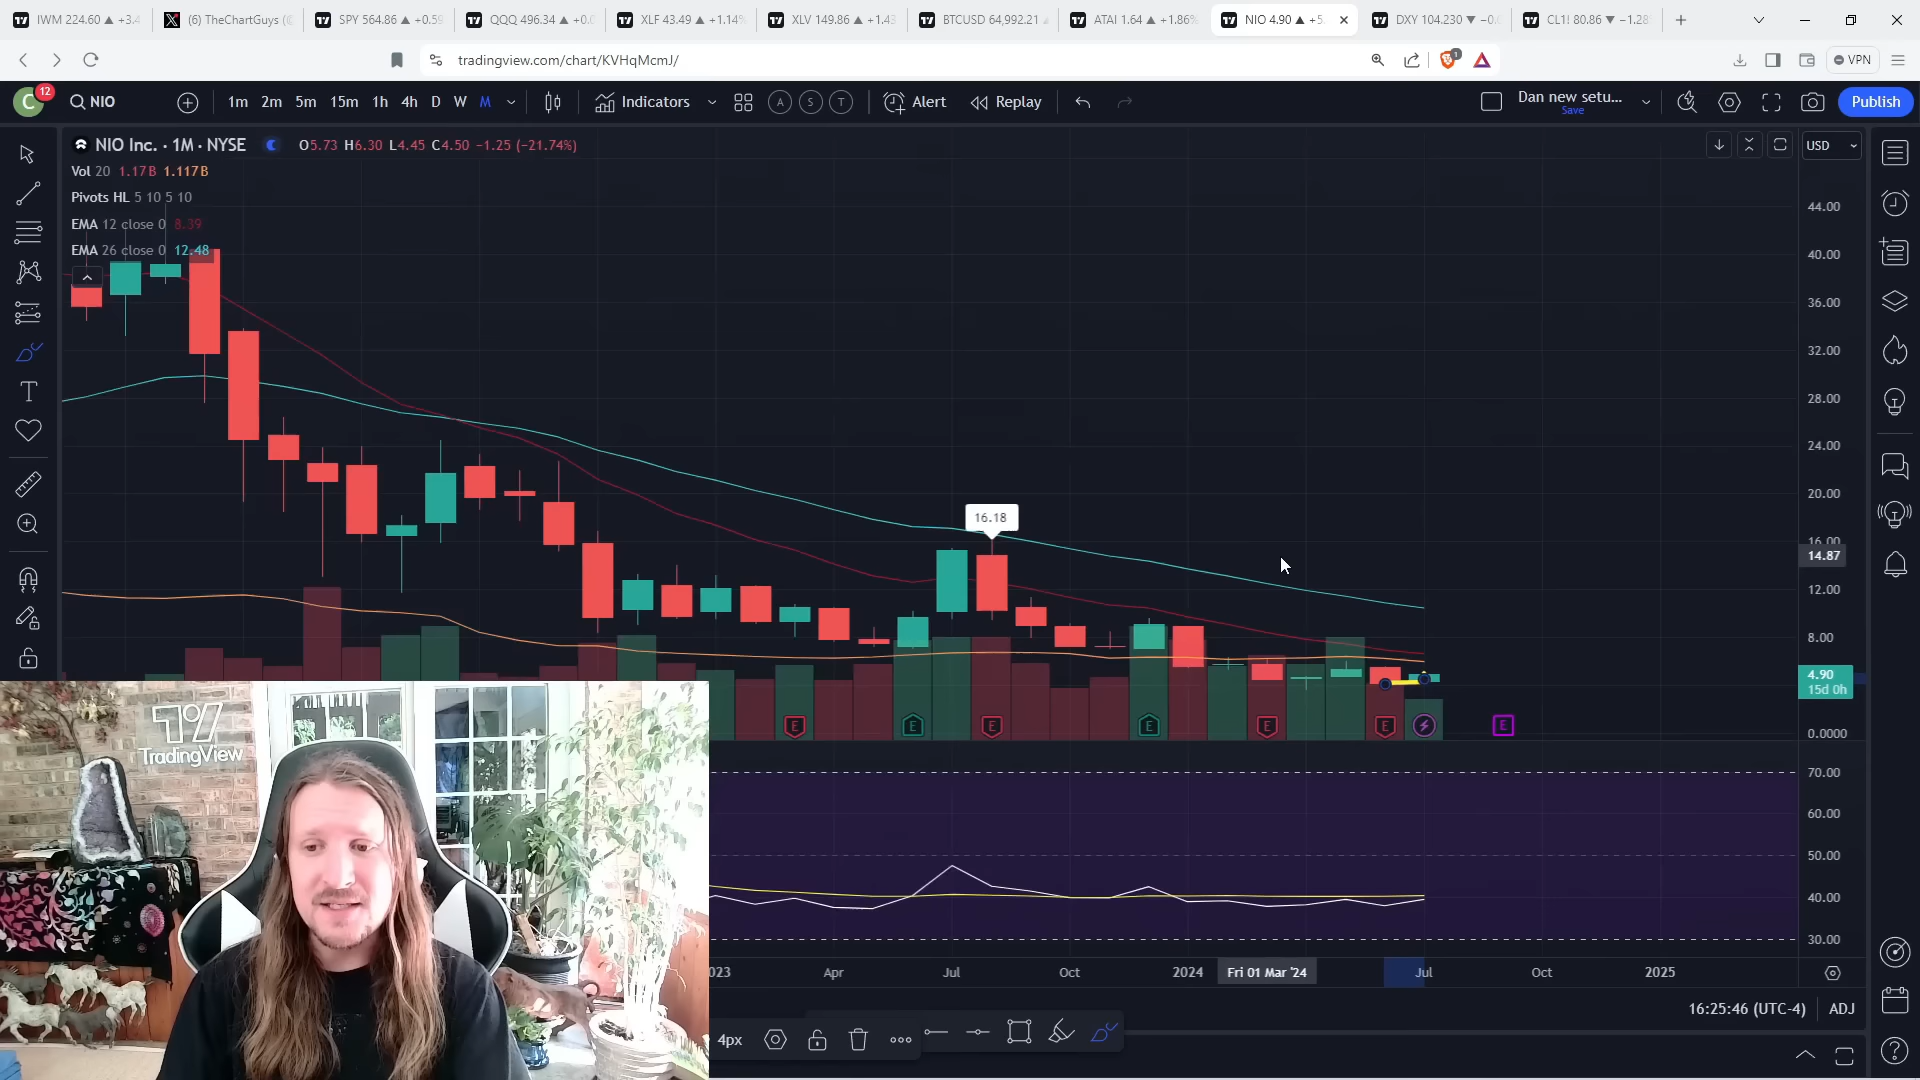 IWM 224.60 ▲ +3.4
(6) TheChartGuys (@
SPY 564.86 ▲ +0.59
QQQ 496.34 ▲ +0.0
XLF 43.49 ▲ +1.14%
XLV 149.86 ▲ +1.43
BTCUSD 64,992.21
ATAI 1.64 ▲ +1.86%
NIO 4.90 ▲ +5.
DXY 104.230 ▼ −0.
CL1! 80.86 ▼ −1.28
tradingview.com/chart/KVHqMcmJ/
1
VPN
C
12
NIO
1m 2m 5m 15m 1h 4h D W M
Indicators
A S T
Alert
Replay
Dan new setu...
Save
Publish
NIO Inc. · 1M · NYSE
O5.73 H6.30 L4.45 C4.50 −1.25 (−21.74%)
USD
Vol 20 1.17B 1.117B
Pivots HL 5 10 5 10
EMA 12 close 0 8.39
EMA 26 close 0 12.48
44.00
40.00
36.00
32.00
28.00
24.00
20.00
16.18
16.00
14.87
12.00
8.00
4.90
15d 0h
0.0000
E E E E E E E
70.00
60.00
50.00
40.00
30.00
TradingView
023 Apr Jul Oct 2024 Fri 01 Mar '24 Jul Oct 2025
16:25:46 (UTC-4) ADJ
4px